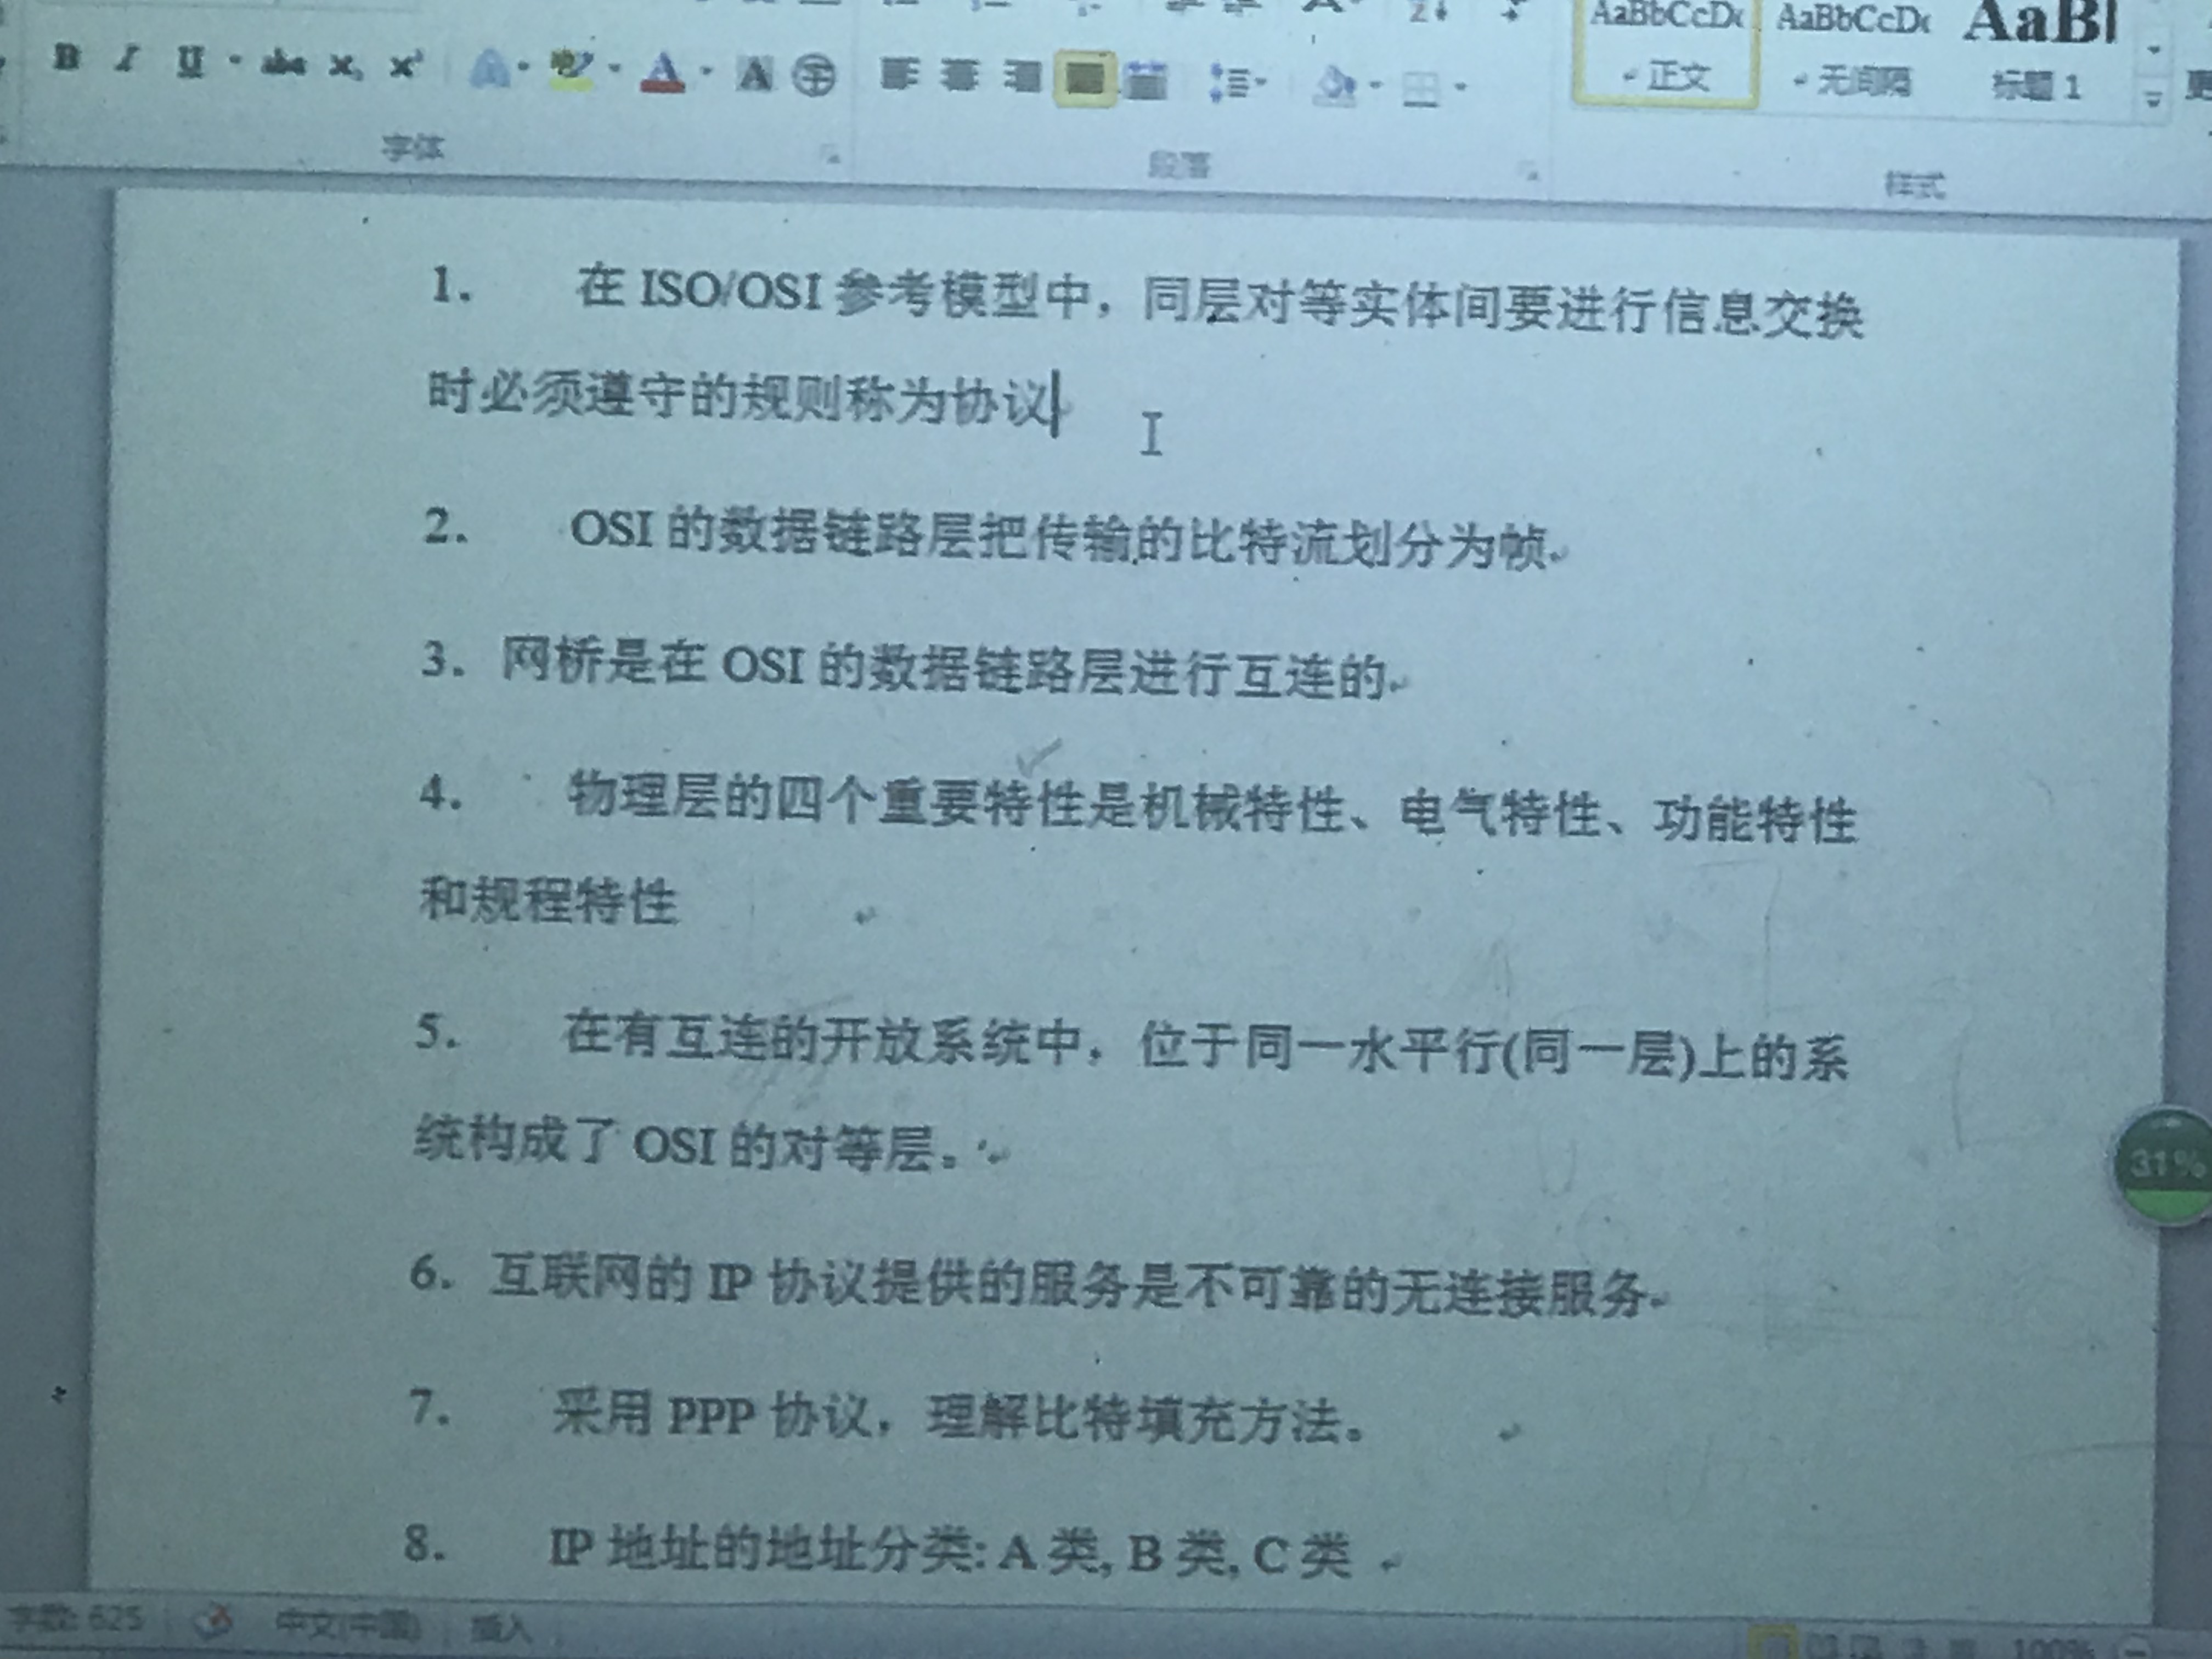 B I U abc x₂ x² A A A 字
AaBbCcDc AaBbCcDc AaBl
正文 无间隔 标题 1
字体 段落 样式
1. 在 ISO/OSI 参考模型中，同层对等实体间要进行信息交换
时必须遵守的规则称为协议
2. OSI 的数据链路层把传输的比特流划分为帧
3. 网桥是在 OSI 的数据链路层进行互连的
4. 物理层的四个重要特性是机械特性、电气特性、功能特性
和规程特性
5. 在有互连的开放系统中，位于同一水平行(同一层)上的系
统构成了 OSI 的对等层。
31%
6. 互联网的 IP 协议提供的服务是不可靠的无连接服务
7. 采用 PPP 协议，理解比特填充方法。
8. IP 地址的地址分类: A 类, B 类, C 类
字数: 625 中文(中国) 插入 100%